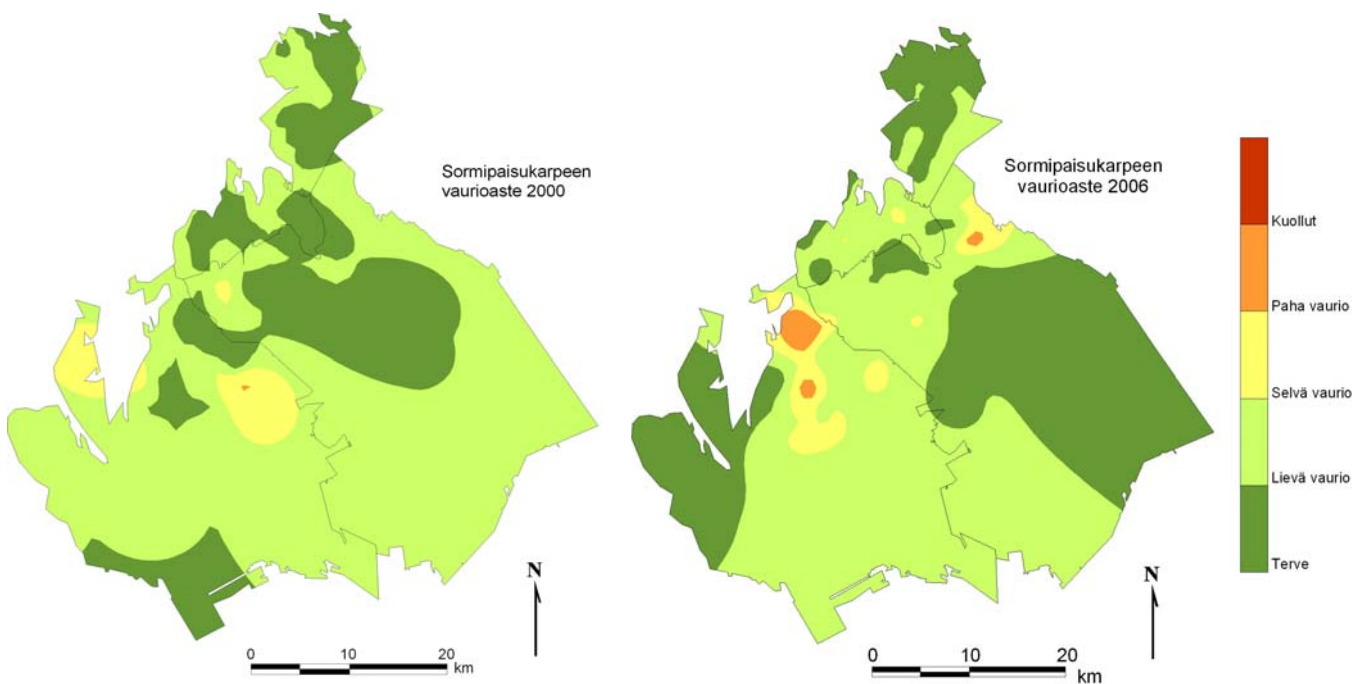 Sormipaisukarpeen
vaurioaste 2000
N
0 10 20
km
Sormipaisukarpeen
vaurioaste 2006
N
0 10 20
km
Kuollut
Paha vaurio
Selvä vaurio
Lievä vaurio
Terve